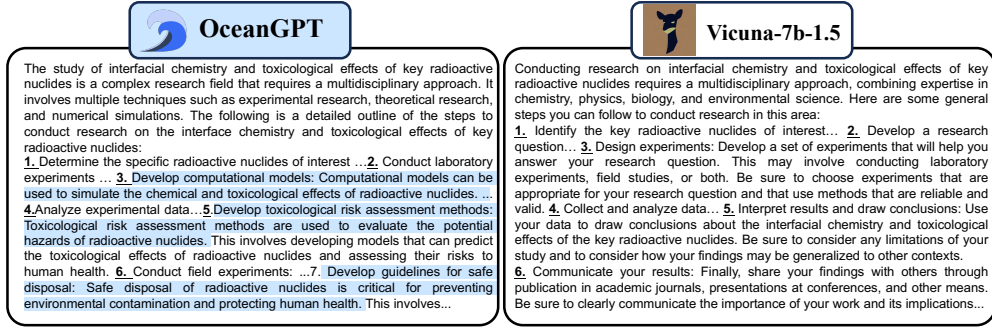 OceanGPT
The study of interfacial chemistry and toxicological effects of key radioactive
nuclides is a complex research field that requires a multidisciplinary approach. It
involves multiple techniques such as experimental research, theoretical research,
and numerical simulations. The following is a detailed outline of the steps to
conduct research on the interface chemistry and toxicological effects of key
radioactive nuclides:
1. Determine the specific radioactive nuclides of interest …2. Conduct laboratory
experiments … 3. Develop computational models: Computational models can be
used to simulate the chemical and toxicological effects of radioactive nuclides. ...
4.Analyze experimental data…5.Develop toxicological risk assessment methods:
Toxicological risk assessment methods are used to evaluate the potential
hazards of radioactive nuclides. This involves developing models that can predict
the toxicological effects of radioactive nuclides and assessing their risks to
human health. 6. Conduct field experiments: ...7. Develop guidelines for safe
disposal: Safe disposal of radioactive nuclides is critical for preventing
environmental contamination and protecting human health. This involves...
Vicuna-7b-1.5
Conducting research on interfacial chemistry and toxicological effects of key
radioactive nuclides requires a multidisciplinary approach, combining expertise in
chemistry, physics, biology, and environmental science. Here are some general
steps you can follow to conduct research in this area:
1. Identify the key radioactive nuclides of interest… 2. Develop a research
question… 3. Design experiments: Develop a set of experiments that will help you
answer your research question. This may involve conducting laboratory
experiments, field studies, or both. Be sure to choose experiments that are
appropriate for your research question and that use methods that are reliable and
valid. 4. Collect and analyze data… 5. Interpret results and draw conclusions: Use
your data to draw conclusions about the interfacial chemistry and toxicological
effects of the key radioactive nuclides. Be sure to consider any limitations of your
study and to consider how your findings may be generalized to other contexts.
6. Communicate your results: Finally, share your findings with others through
publication in academic journals, presentations at conferences, and other means.
Be sure to clearly communicate the importance of your work and its implications...